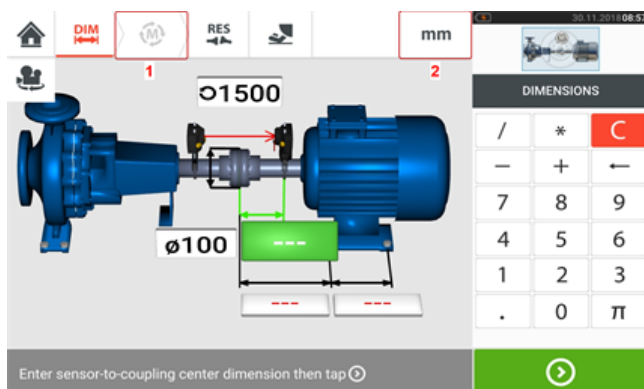 DIM
M
RES
mm
30.11.2018 08:57
1
2
DIMENSIONS
ↄ1500
/ * C
− + ←
7 8 9
4 5 6
1 2 3
. 0 π
ø100
---
--- ---
Enter sensor-to-coupling center dimension then tap